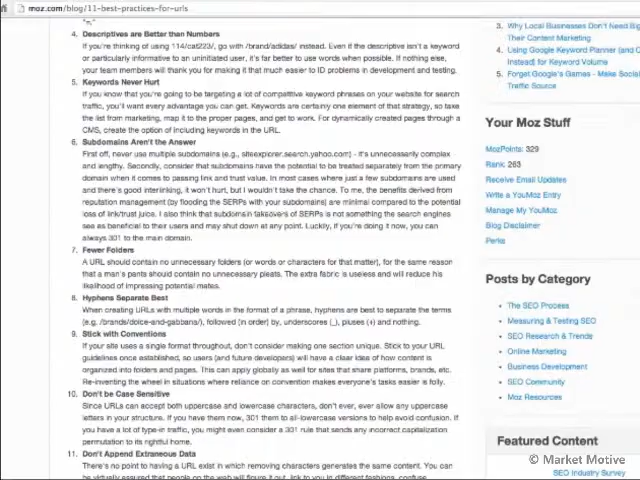 moz.com/blog/11-best-practices-for-urls
"n."
4. Descriptives are Better than Numbers
If you're thinking of using 114/cat223/, go with /brand/adidas/ instead. Even if the descriptive isn't a keyword
or particularly informative to an uninitiated user, it's far better to use words when possible. If nothing else,
your team members will thank you for making it that much easier to ID problems in development and testing.
5. Keywords Never Hurt
If you know that you're going to be targeting a lot of competitive keyword phrases on your website for search
traffic, you'll want every advantage you can get. Keywords are certainly one element of that strategy, so take
the list from marketing, map it to the proper pages, and get to work. For dynamically created pages through a
CMS, create the option of including keywords in the URL.
6. Subdomains Aren't the Answer
First off, never use multiple subdomains (e.g., siteexplorer.search.yahoo.com) - it's unnecessarily complex
and lengthy. Secondly, consider that subdomains have the potential to be treated separately from the primary
domain when it comes to passing link and trust value. In most cases where just a few subdomains are used
and there's good interlinking, it won't hurt, but I wouldn't take the chance. To me, the benefits derived from
reputation management (by flooding the SERPs with your subdomains) are minimal compared to the potential
loss of link/trust juice. I also think that subdomain takeovers of SERPs is not something the search engines
see as beneficial to their users and may shut down at any point. Luckily, if you're doing it now, you can
always 301 to the main domain.
7. Fewer Folders
A URL should contain no unnecessary folders (or words or characters for that matter), for the same reason
that a man's pants should contain no unnecessary pleats. The extra fabric is useless and will reduce his
likelihood of impressing potential mates.
8. Hyphens Separate Best
When creating URLs with multiple words in the format of a phrase, hyphens are best to separate the terms
(e.g. /brands/dolce-and-gabbana/), followed (in order) by, underscores (_), pluses (+) and nothing.
9. Stick with Conventions
If your site uses a single format throughout, don't consider making one section unique. Stick to your URL
guidelines once established, so users (and future developers) will have a clear idea of how content is
organized into folders and pages. This can apply globally as well for sites that share platforms, brands, etc.
Re-inventing the wheel in situations where reliance on convention makes everyone's tasks easier is folly.
10. Don't be Case Sensitive
Since URLs can accept both uppercase and lowercase characters, don't ever, ever allow any uppercase
letters in your structure. If you have them now, 301 them to all-lowercase versions to help avoid confusion. If
you have a lot of type-in traffic, you might even consider a 301 rule that sends any incorrect capitalization
permutation to its rightful home.
11. Don't Append Extraneous Data
There's no point to having a URL exist in which removing characters generates the same content. You can
be virtually assured that people on the web will figure it out, link to you in different fashions, confuse
3. Why Local Businesses Don't Need Big
Their Content Marketing
4. Using Google Keyword Planner (and C
Instead) for Keyword Volume
5. Forget Google's Games - Make Social
Traffic Source
Your Moz Stuff
MozPoints: 329
Rank: 263
Receive Email Updates
Write a YouMoz Entry
Manage My YouMoz
Blog Disclaimer
Perks
Posts by Category
The SEO Process
Measuring & Testing SEO
SEO Research & Trends
Online Marketing
Business Development
SEO Community
Moz Resources
Featured Content
© Market Motive
SEO Industry Survey